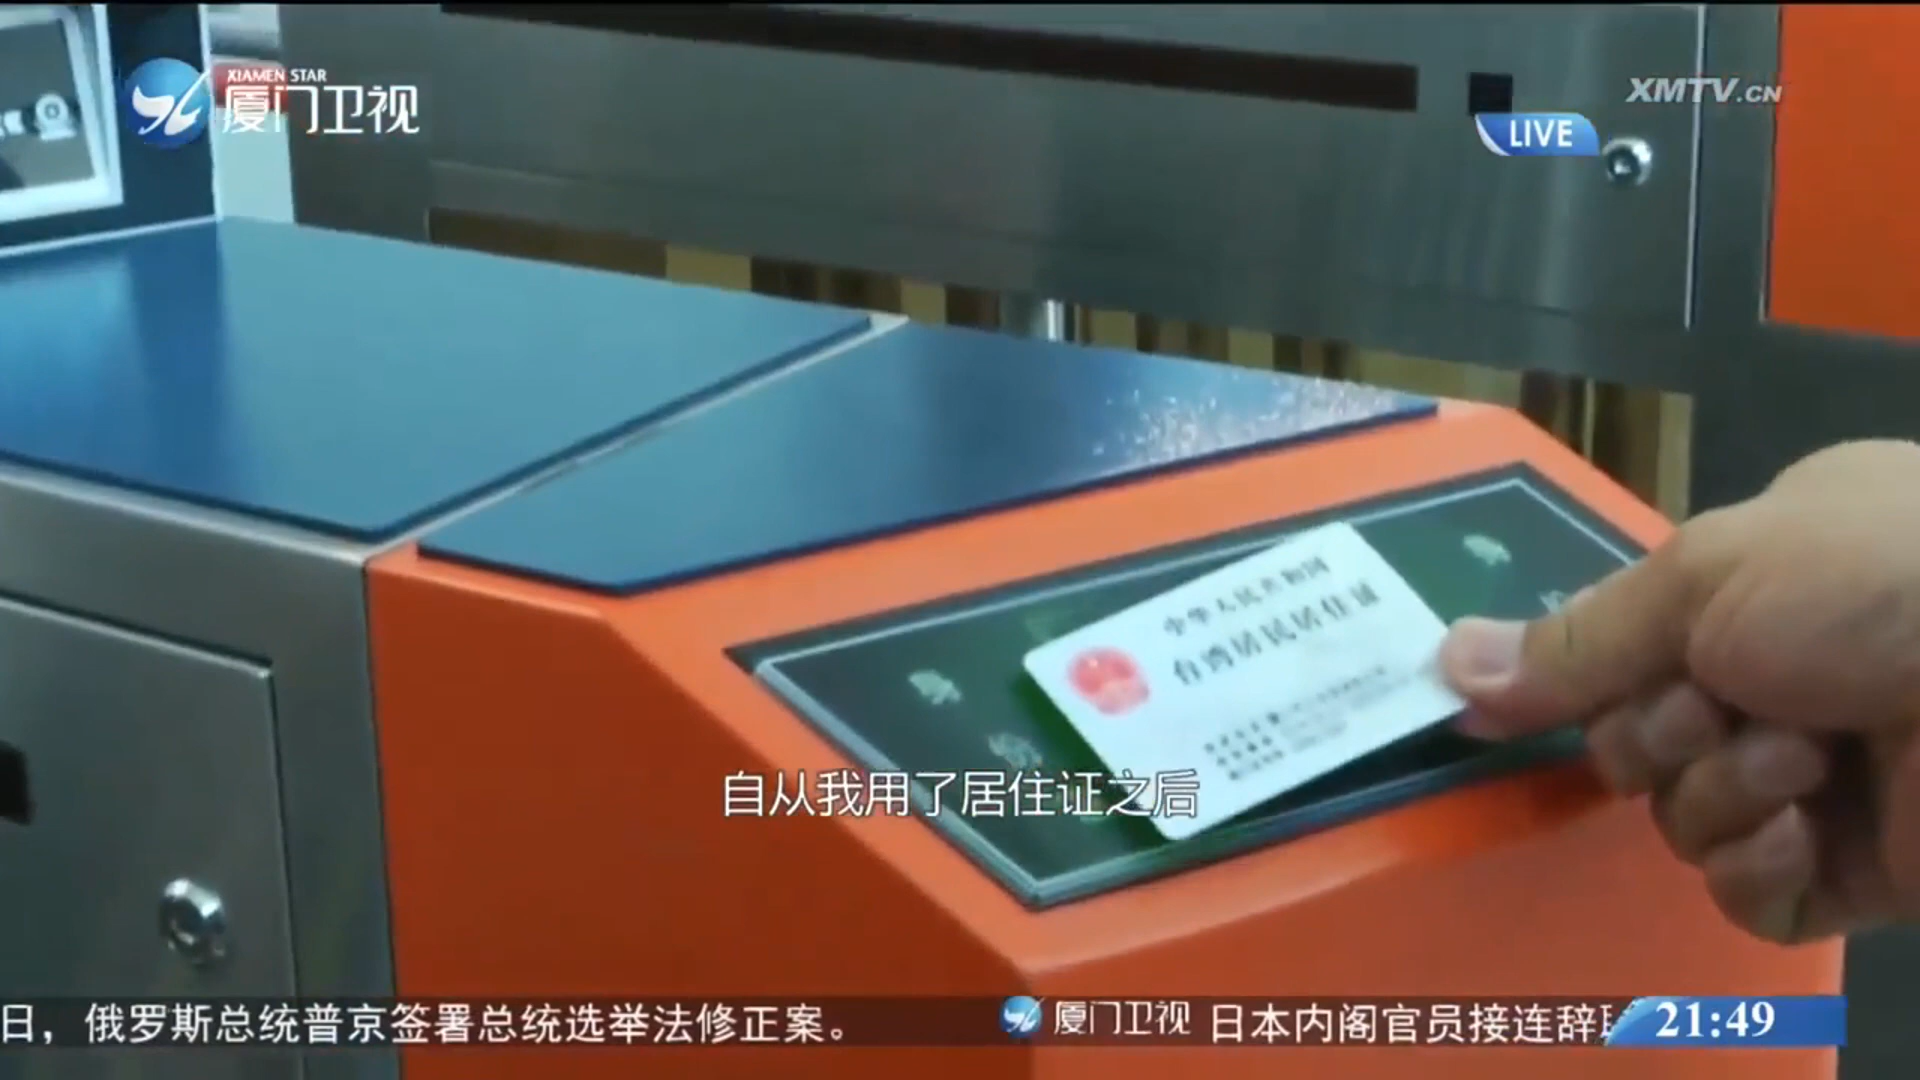 XIAMEN STAR
厦门卫视
XMTV.CN
LIVE
中华人民共和国
台湾居民居住证
自从我用了居住证之后
日，俄罗斯总统普京签署总统选举法修正案。
厦门卫视
日本内阁官员接连辞
21:49